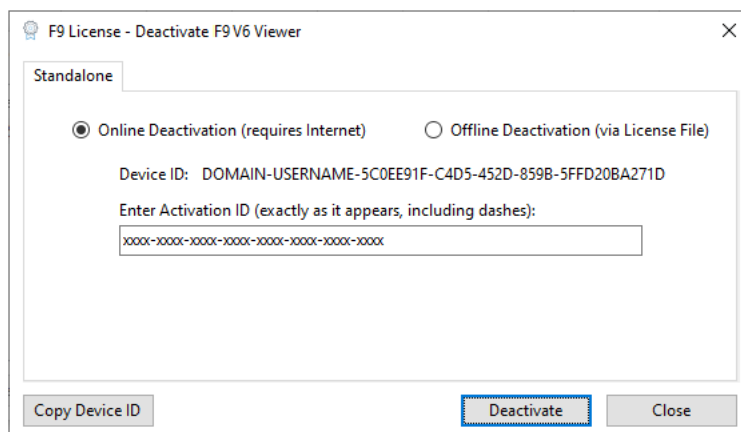 F9 License - Deactivate F9 V6 Viewer
Standalone
Online Deactivation (requires Internet) Offline Deactivation (via License File)
Device ID: DOMAIN-USERNAME-5C0EE91F-C4D5-452D-859B-5FFD20BA271D
Enter Activation ID (exactly as it appears, including dashes):
xxxx-xxxx-xxxx-xxxx-xxxx-xxxx-xxxx-xxxx
Copy Device ID Deactivate Close